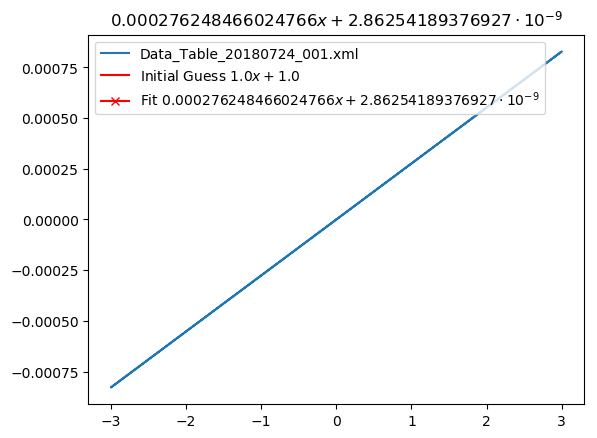 0.000276248466024766x + 2.86254189376927 · 10⁻⁹
Data_Table_20180724_001.xml
Initial Guess 1.0x + 1.0
Fit 0.000276248466024766x + 2.86254189376927 · 10⁻⁹
0.00075
0.00050
0.00025
0.00000
−0.00025
−0.00050
−0.00075
−3 −2 −1 0 1 2 3